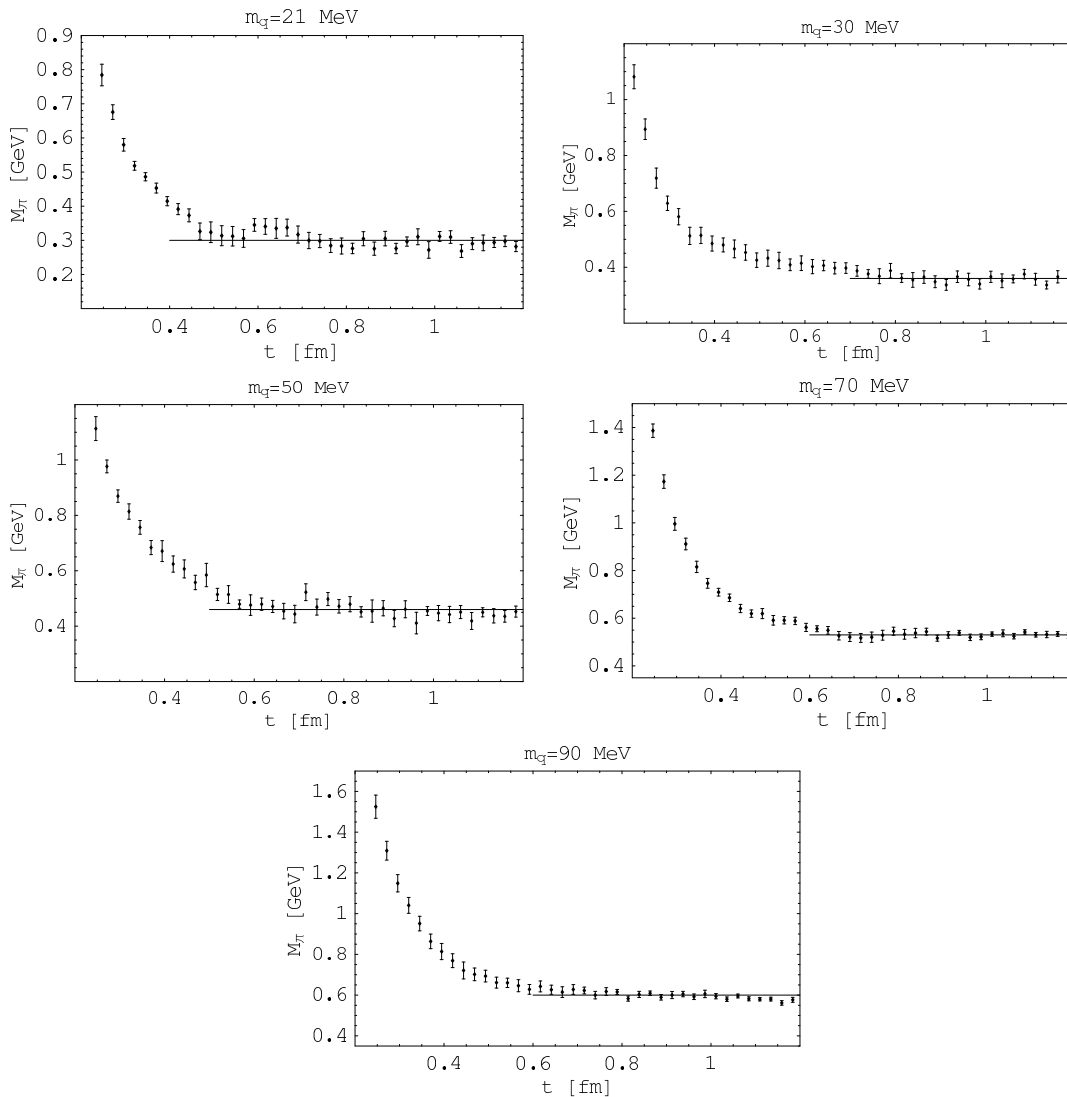 m_q=21 MeV
M_π [GeV]
0.9
0.8
0.7
0.6
0.5
0.4
0.3
0.2
0.4 0.6 0.8 1
t [fm]
m_q=30 MeV
M_π [GeV]
1
0.8
0.6
0.4
0.4 0.6 0.8 1
t [fm]
m_q=50 MeV
M_π [GeV]
1
0.8
0.6
0.4
0.4 0.6 0.8 1
t [fm]
m_q=70 MeV
M_π [GeV]
1.4
1.2
1
0.8
0.6
0.4
0.4 0.6 0.8 1
t [fm]
m_q=90 MeV
M_π [GeV]
1.6
1.4
1.2
1
0.8
0.6
0.4
0.4 0.6 0.8 1
t [fm]